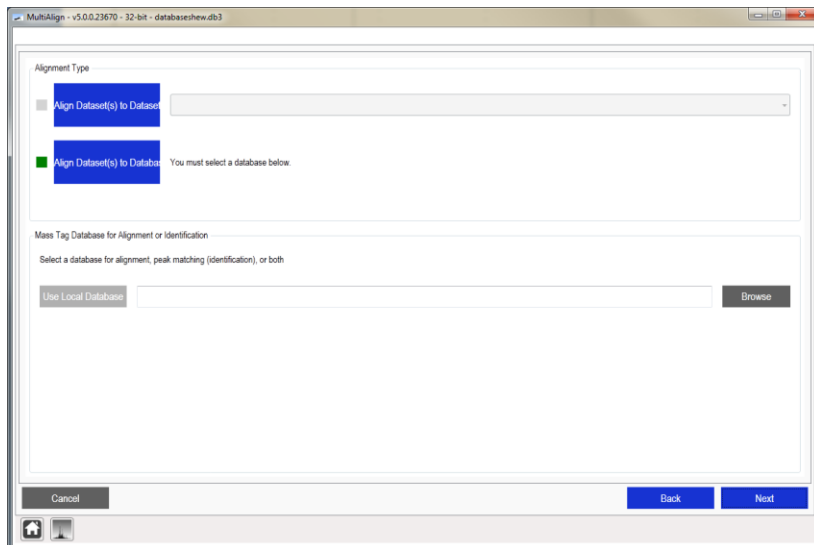 MultiAlign - v5.0.0.23670 - 32-bit - databaseshew.db3
Alignment Type
Align Dataset(s) to Dataset
Align Dataset(s) to Databa
You must select a database below.
Mass Tag Database for Alignment or Identification
Select a database for alignment, peak matching (identification), or both
Use Local Database
Browse
Cancel
Back
Next